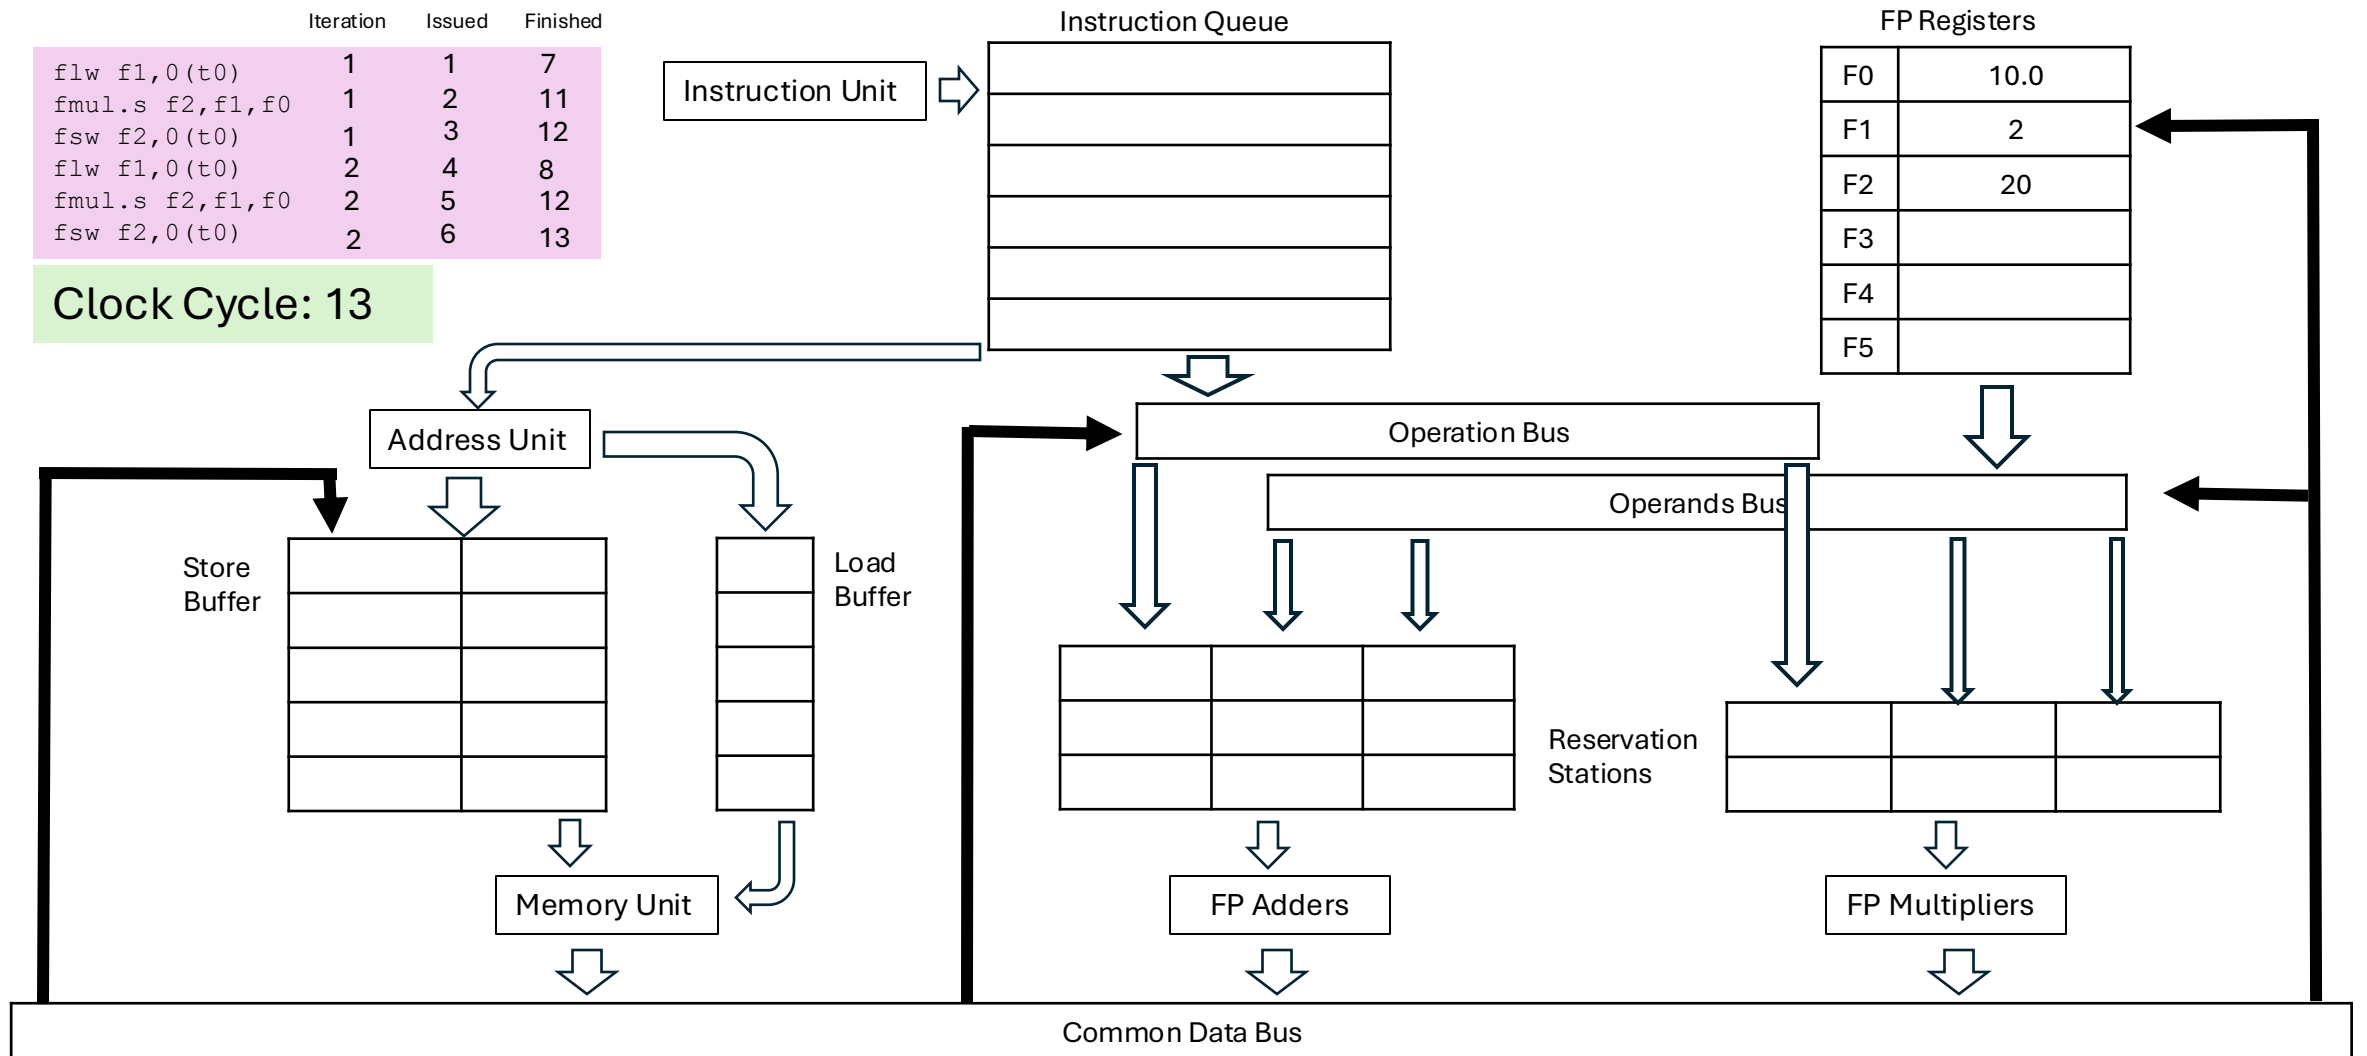 Iteration Issued Finished
flw f1,0(t0) 1 1 7
fmul.s f2,f1,f0 1 2 11
fsw f2,0(t0) 1 3 12
flw f1,0(t0) 2 4 8
fmul.s f2,f1,f0 2 5 12
fsw f2,0(t0) 2 6 13
Clock Cycle: 13
Instruction Unit
Instruction Queue
FP Registers
F0 10.0
F1 2
F2 20
F3
F4
F5
Address Unit
Operation Bus
Operands Bus
Store
Buffer
Load
Buffer
Reservation
Stations
Memory Unit
FP Adders
FP Multipliers
Common Data Bus